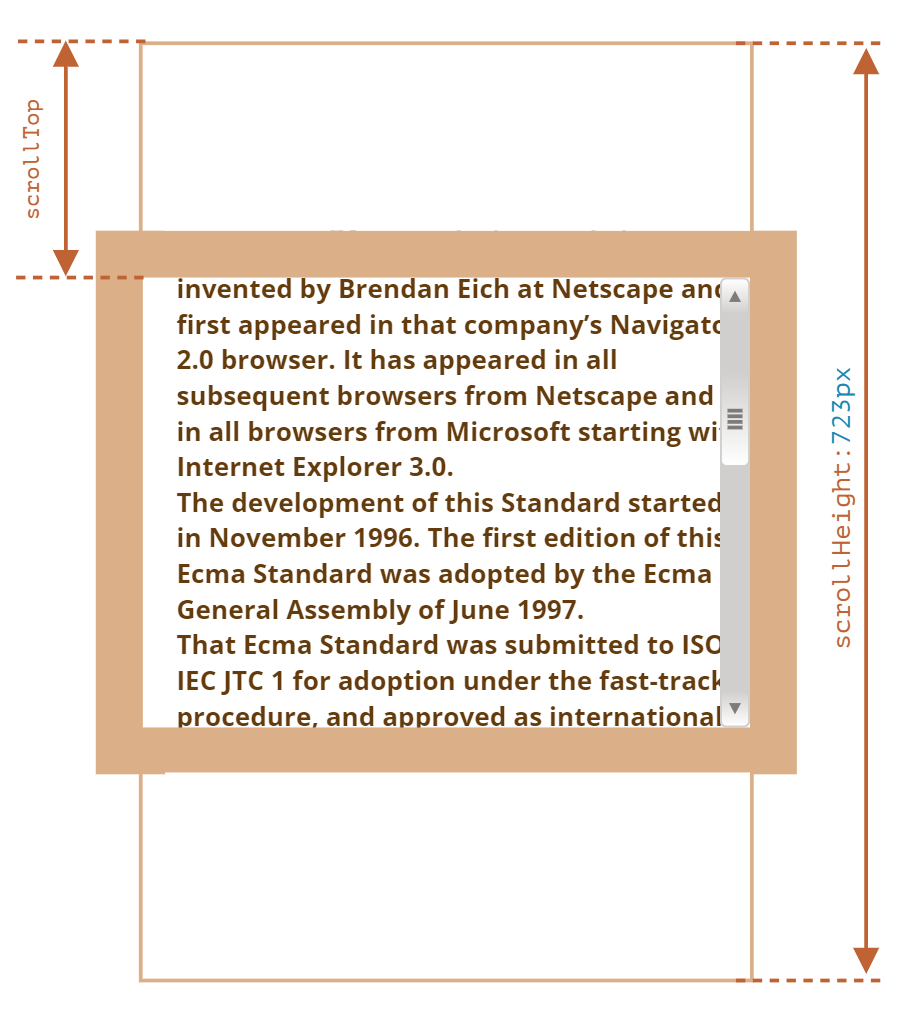 scrollTop
invented by Brendan Eich at Netscape and
first appeared in that company’s
2.0 browser. It has appeared in all
subsequent browsers from Netscape and
in all browsers from Microsoft starting
Internet Explorer 3.0.
The development of this Standard started
in November 1996. The first edition of this
Ecma Standard was adopted by the Ecma
General Assembly of June 1997.
That Ecma Standard was submitted to ISO
IEC JTC 1 for adoption under the fast-track
procedure, and approved as international
scrollHeight:723px